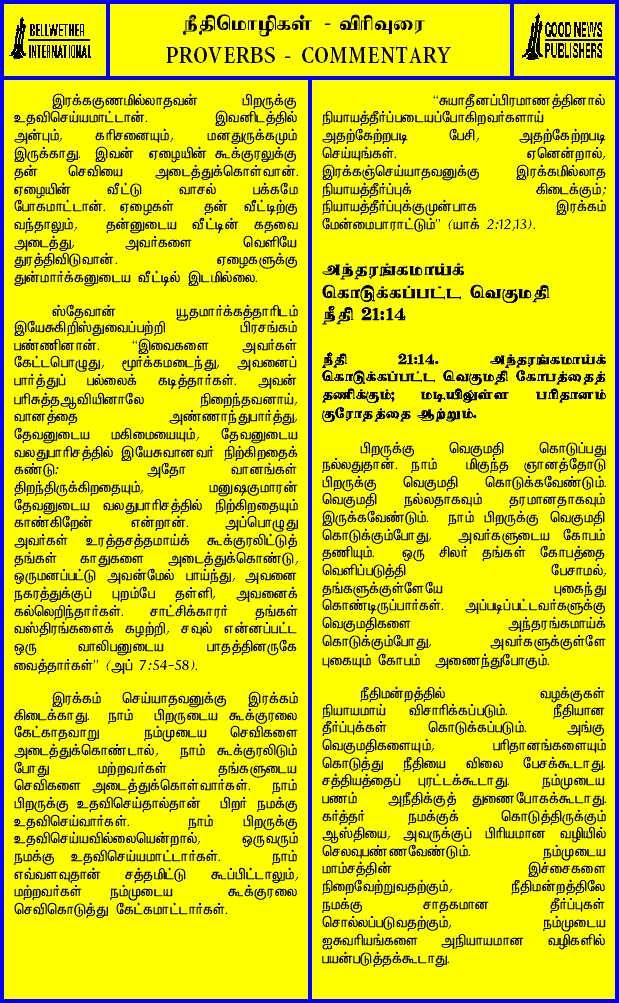 BELLWETHER
INTERNATIONAL
நீதிமொழிகள் - விரிவுரை
PROVERBS - COMMENTARY
GOOD NEWS
PUBLISHERS
இரக்ககுணமில்லாதவன் பிறருக்கு
உதவிசெய்யமாட்டான். இவனிடத்தில்
அன்பும், கரிசனையும், மனதுருக்கமும்
இருக்காது. இவன் ஏழையின் கூக்குரலுக்கு
தன் செவியை அடைத்துக்கொள்வான்.
ஏழையின் வீட்டு வாசல் பக்கமே
போகமாட்டான். ஏழைகள் தன் வீட்டிற்கு
வந்தாலும், தன்னுடைய வீட்டின் கதவை
அடைத்து, அவர்களை வெளியே
துரத்திவிடுவான். ஏழைகளுக்கு
துன்மார்க்கனுடைய வீட்டில் இடமில்லை.
ஸ்தேவான் யூதமார்க்கத்தாரிடம்
இயேசுகிறிஸ்துவைப்பற்றி பிரசங்கம்
பண்ணினான். “இவைகளை அவர்கள்
கேட்டபொழுது, மூர்க்கமடைந்து, அவனைப்
பார்த்துப் பல்லைக் கடித்தார்கள். அவன்
பரிசுத்தஆவியினாலே நிறைந்தவனாய்,
வானத்தை அண்ணாந்துபார்த்து,
தேவனுடைய மகிமையையும், தேவனுடைய
வலதுபாரிசத்தில் இயேசுவானவர் நிற்கிறதைக்
கண்டு: அதோ வானங்கள்
திறந்திருக்கிறதையும், மனுஷகுமாரன்
தேவனுடைய வலதுபாரிசத்தில் நிற்கிறதையும்
காண்கிறேன் என்றான். அப்பொழுது
அவர்கள் உரத்தசத்தமாய்க் கூக்குரலிட்டுத்
தங்கள் காதுகளை அடைத்துக்கொண்டு,
ஒருமனப்பட்டு அவன்மேல் பாய்ந்து, அவனை
நகரத்துக்குப் புறம்பே தள்ளி, அவனைக்
கல்லெறிந்தார்கள். சாட்சிக்காரர் தங்கள்
வஸ்திரங்களைக் கழற்றி, சவுல் என்னப்பட்ட
ஒரு வாலிபனுடைய பாதத்தினருகே
வைத்தார்கள்” (அப் 7:54-58).
இரக்கம் செய்யாதவனுக்கு இரக்கம்
கிடைக்காது. நாம் பிறருடைய கூக்குரலை
கேட்காதவாறு நம்முடைய செவிகளை
அடைத்துக்கொண்டால், நாம் கூக்குரலிடும்
போது மற்றவர்கள் தங்களுடைய
செவிகளை அடைத்துக்கொள்வார்கள். நாம்
பிறருக்கு உதவிசெய்தால்தான் பிறர் நமக்கு
உதவிசெய்வார்கள். நாம் பிறருக்கு
உதவிசெய்யவில்லையென்றால், ஒருவரும்
நமக்கு உதவிசெய்யமாட்டார்கள். நாம்
எவ்வளவுதான் சத்தமிட்டு கூப்பிட்டாலும்,
மற்றவர்கள் நம்முடைய கூக்குரலை
செவிகொடுத்து கேட்கமாட்டார்கள்.
“சுயாதீனப்பிரமாணத்தினால்
நியாயத்தீர்ப்படையப்போகிறவர்களாய்
அதற்கேற்றபடி பேசி, அதற்கேற்றபடி
செய்யுங்கள். ஏனென்றால்,
இரக்கஞ்செய்யாதவனுக்கு இரக்கமில்லாத
நியாயத்தீர்ப்புக் கிடைக்கும்;
நியாயத்தீர்ப்புக்குமுன்பாக இரக்கம்
மேன்மைபாராட்டும்” (யாக் 2:12,13).
அந்தரங்கமாய்க்
கொடுக்கப்பட்ட வெகுமதி
நீதி 21:14
நீதி 21:14. அந்தரங்கமாய்க்
கொடுக்கப்பட்ட வெகுமதி கோபத்தைத்
தணிக்கும்; மடியிலுள்ள பரிதானம்
குரோதத்தை ஆற்றும்.
பிறருக்கு வெகுமதி கொடுப்பது
நல்லதுதான். நாம் மிகுந்த ஞானத்தோடு
பிறருக்கு வெகுமதி கொடுக்கவேண்டும்.
வெகுமதி நல்லதாகவும் தரமானதாகவும்
இருக்கவேண்டும். நாம் பிறருக்கு வெகுமதி
கொடுக்கும்போது, அவர்களுடைய கோபம்
தணியும். ஒரு சிலர் தங்கள் கோபத்தை
வெளிப்படுத்தி பேசாமல்,
தங்களுக்குள்ளேயே புகைந்து
கொண்டிருப்பார்கள். அப்படிப்பட்டவர்களுக்கு
வெகுமதிகளை அந்தரங்கமாய்க்
கொடுக்கும்போது, அவர்களுக்குள்ளே
புகையும் கோபம் அணைந்துபோகும்.
நீதிமன்றத்தில் வழக்குகள்
நியாயமாய் விசாரிக்கப்படும். நீதியான
தீர்ப்புக்கள் கொடுக்கப்படும். அங்கு
வெகுமதிகளையும், பரிதானங்களையும்
கொடுத்து நீதியை விலை பேசக்கூடாது.
சத்தியத்தைப் புரட்டக்கூடாது. நம்முடைய
பணம் அநீதிக்குத் துணைபோகக்கூடாது.
கர்த்தர் நமக்குக் கொடுத்திருக்கும்
ஆஸ்தியை, அவருக்குப் பிரியமான வழியில்
செலவுபண்ணவேண்டும். நம்முடைய
மாம்சத்தின் இச்சைகளை
நிறைவேற்றுவதற்கும், நீதிமன்றத்திலே
நமக்கு சாதகமான தீர்ப்புகள்
சொல்லப்படுவதற்கும், நம்முடைய
ஐசுவரியங்களை அநியாயமான வழிகளில்
பயன்படுத்தக்கூடாது.